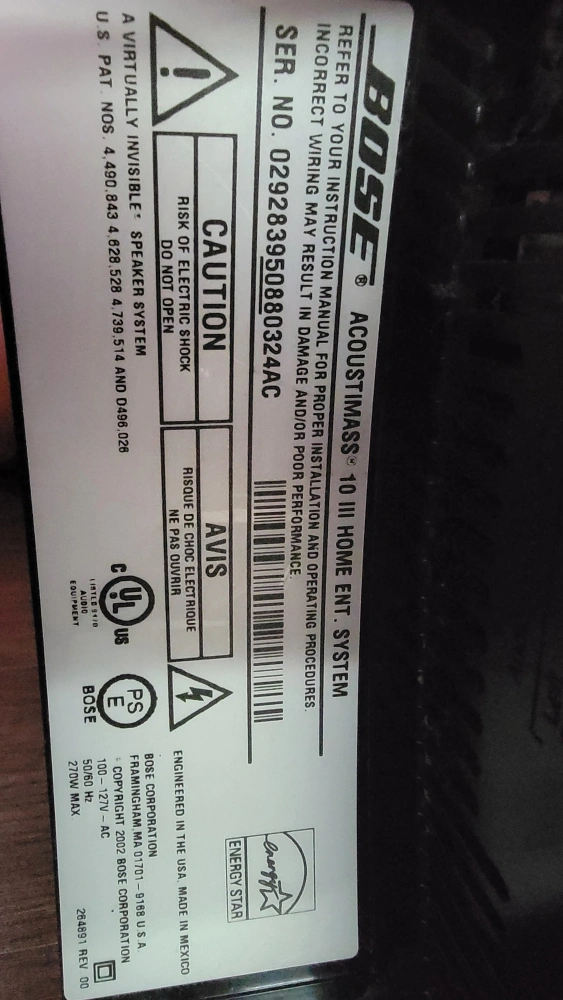 BOSE® ACOUSTIMASS® 10 III HOME ENT. SYSTEM
REFER TO YOUR INSTRUCTION MANUAL FOR PROPER INSTALLATION AND OPERATING PROCEDURES.
INCORRECT WIRING MAY RESULT IN DAMAGE AND/OR POOR PERFORMANCE.
SER. NO. 029283950880324AC
CAUTION
RISK OF ELECTRIC SHOCK
DO NOT OPEN
AVIS
RISQUE DE CHOC ELECTRIQUE
NE PAS OUVRIR
A VIRTUALLY INVISIBLE® SPEAKER SYSTEM
U.S. PAT. NOS. 4,490,843 4,628,528 4,739,514 AND D496,026
C UL US
LISTED 91/0
AUDIO
EQUIPMENT
PS
E
BOSE
energy
ENERGY STAR
ENGINEERED IN THE USA, MADE IN MEXICO
BOSE CORPORATION
FRAMINGHAM, MA 01701-9168 U.S.A.
COPYRIGHT 2002 BOSE CORPORATION
100-127V-AC
50/60 Hz
270W MAX
264891 REV 00